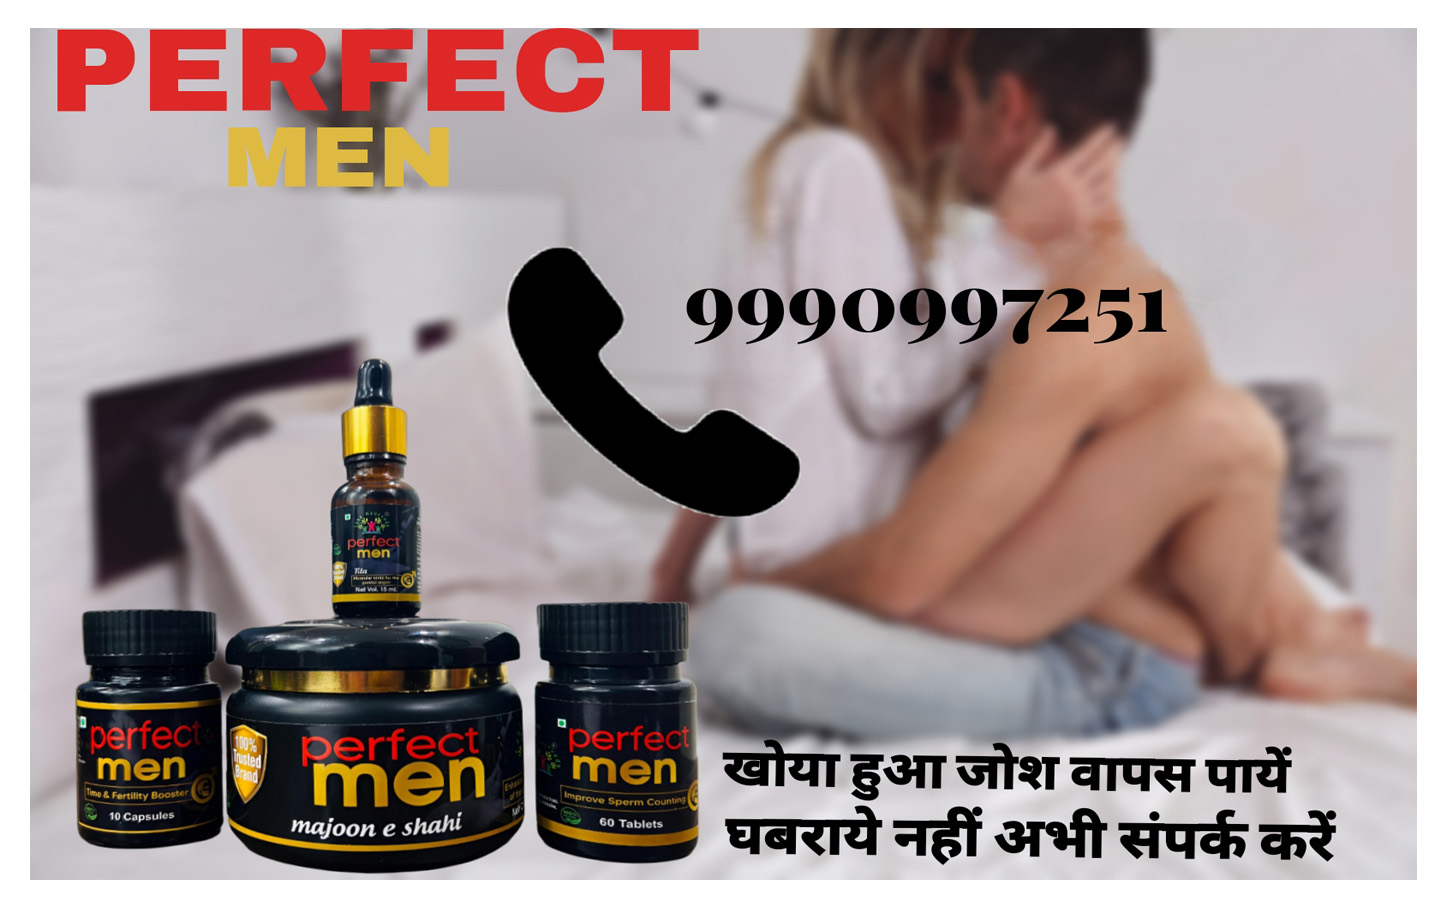 PERFECT
MEN
9990997251
perfect
men
Tila
Net Vol. 15 mL
perfect
men
Time & Fertility Booster
10 Capsules
100%
Trusted
Brand
perfect
men
majoon e shahi
perfect
men
Improve Sperm Counting
60 Tablets
खोया हुआ जोश वापस पायें
घबराये नहीं अभी संपर्क करें